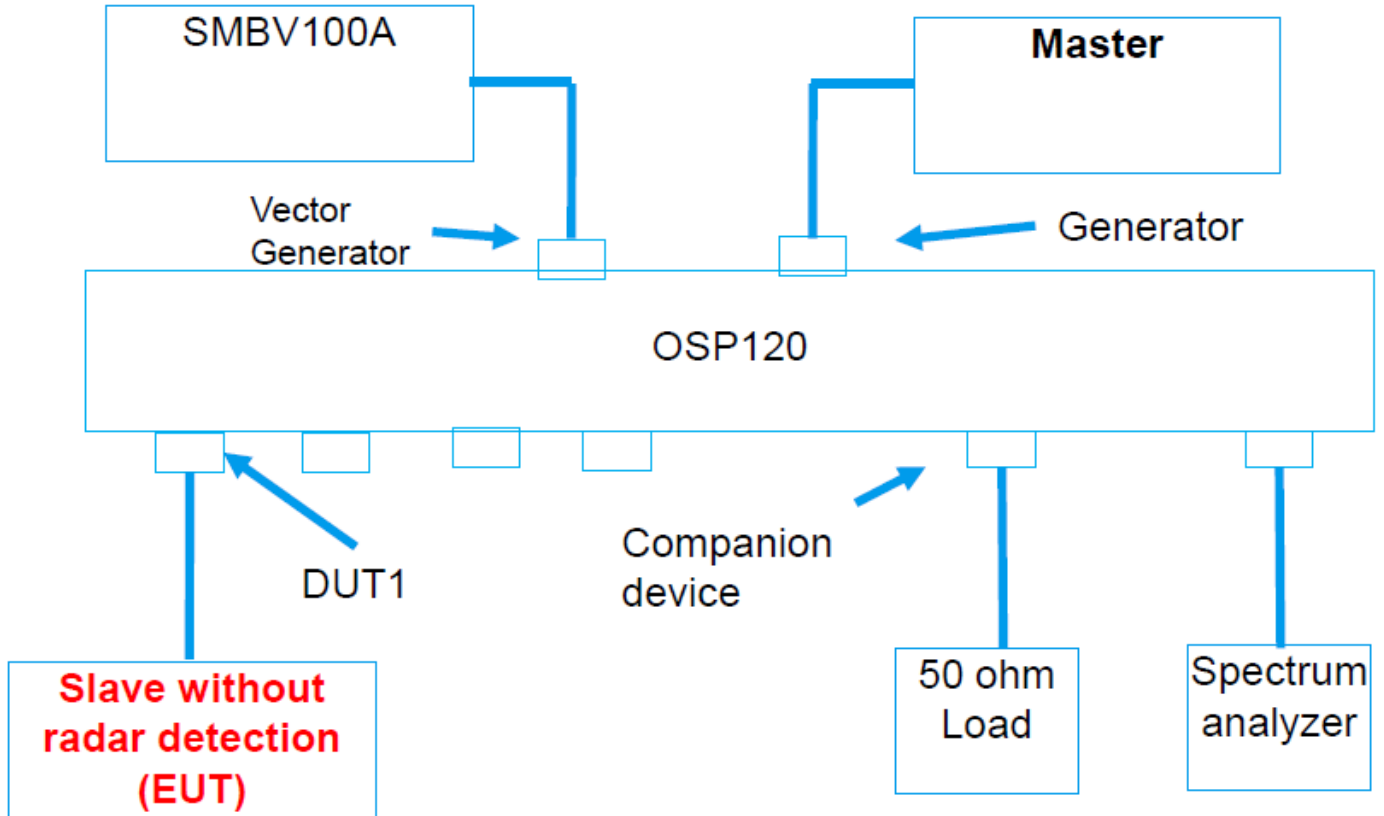 SMBV100A
Master
Vector
Generator
Generator
OSP120
DUT1
Companion
device
Slave without
radar detection
(EUT)
50 ohm
Load
Spectrum
analyzer